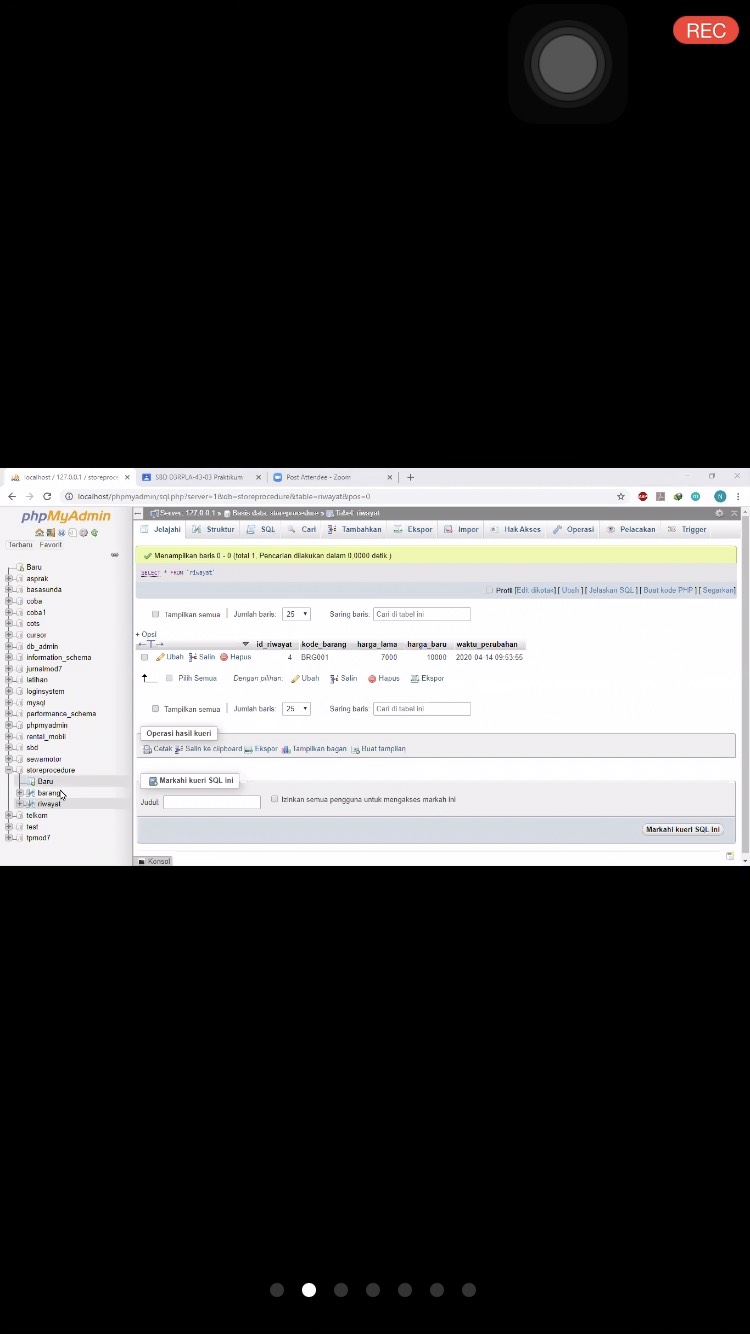 REC
localhost / 127.0.0.1 / storeproc
SBD D3RPLA-43-03 Praktikum
Post Attendee - Zoom
localhost/phpmyadmin/sql.php?server=1&db=storeprocedure&table=riwayat&pos=0
phpMyAdmin
Terbaru Favorit
Baru
asprak
basasunda
coba
coba1
cots
cursor
db_admin
information_schema
jurnalmod7
latihan
loginsystem
mysql
performance_schema
phpmyadmin
rental_mobil
sbd
sewamotor
storeprocedure
Baru
barang
riwayat
telkom
test
tpmod7
Server: 127.0.0.1 » Basis data: storeprocedure » Tabel: riwayat
Jelajahi Struktur SQL Cari Tambahkan Ekspor Impor Hak Akses Operasi Pelacakan Trigger
Menampilkan baris 0 - 0 (total 1, Pencarian dilakukan dalam 0,0000 detik.)
SELECT * FROM `riwayat`
Profil [Edit dikotak] [ Ubah ] [ Jelaskan SQL ] [ Buat kode PHP ] [ Segarkan]
Tampilkan semua Jumlah baris: 25 Saring baris: Cari di tabel ini
+ Opsi
id_riwayat kode_barang harga_lama harga_baru waktu_perubahan
Ubah Salin Hapus 4 BRG001 7000 10000
Pilih Semua Dengan pilihan: Ubah Salin Hapus Ekspor
Tampilkan semua Jumlah baris: 25 Saring baris: Cari di tabel ini
Operasi hasil kueri
Cetak Salin ke clipboard Ekspor Tampilkan bagan Buat tampilan
Markahi kueri SQL ini
Judul: Izinkan semua pengguna untuk mengakses markah ini
Markahi kueri SQL ini
Konsol